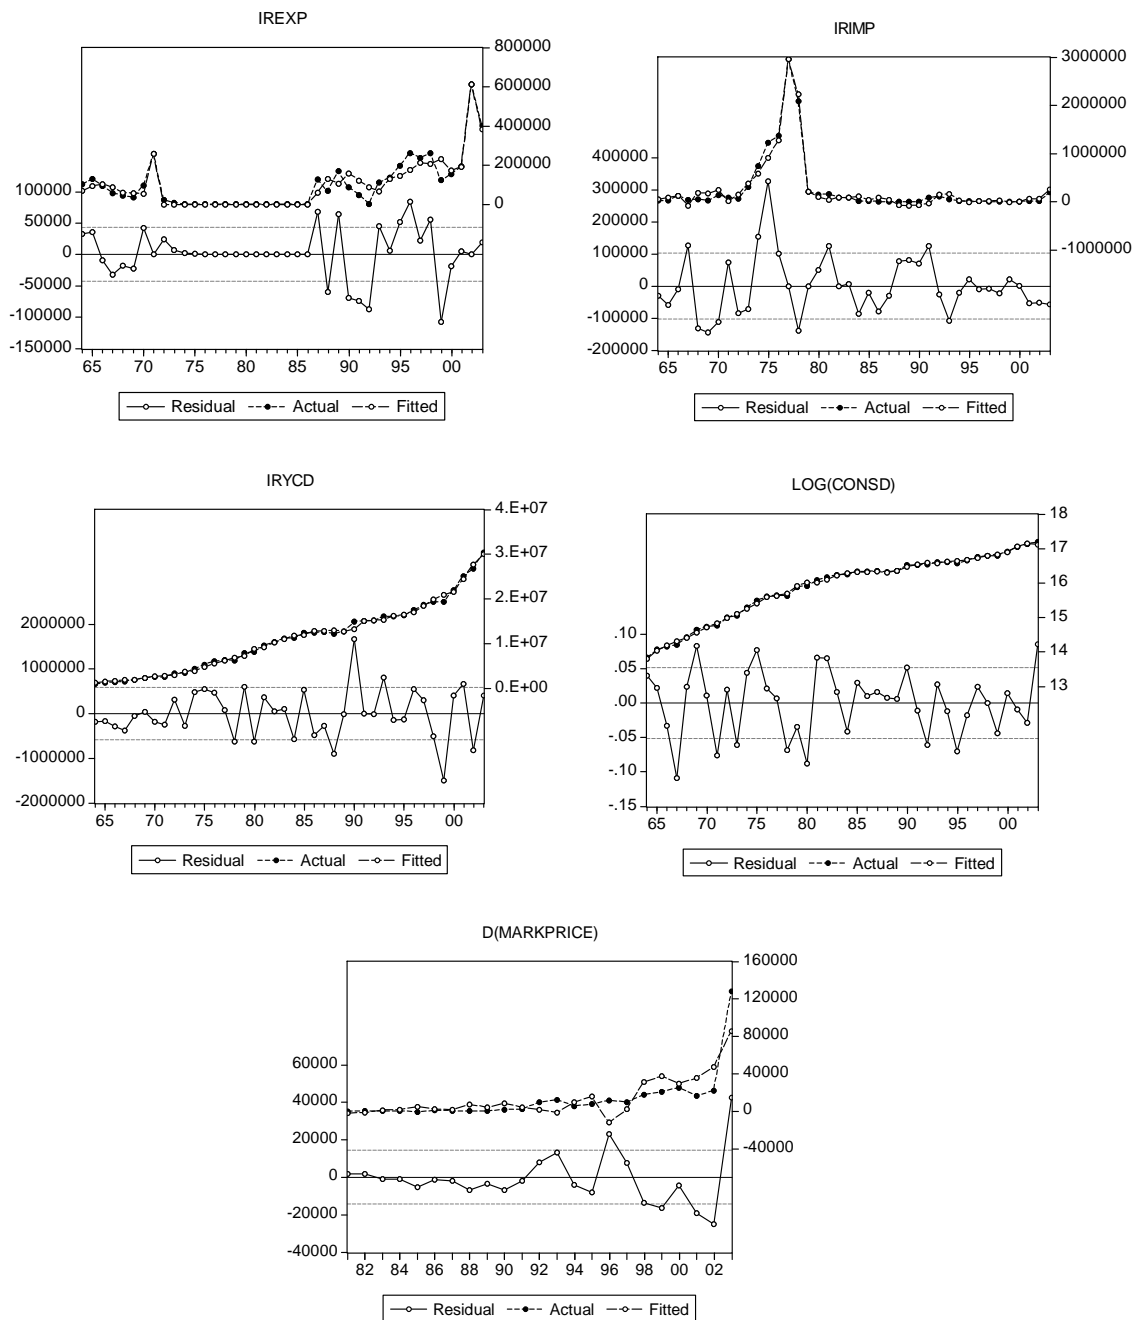 IREXP
800000
600000
400000
200000
0
100000
50000
0
-50000
-100000
-150000
65 70 75 80 85 90 95 00
Residual Actual Fitted
IRIMP
3000000
2000000
1000000
0
-1000000
400000
300000
200000
100000
0
-100000
-200000
65 70 75 80 85 90 95 00
Residual Actual Fitted
IRYCD
4.E+07
3.E+07
2.E+07
1.E+07
0.E+00
2000000
1000000
0
-1000000
-2000000
65 70 75 80 85 90 95 00
Residual Actual Fitted
LOG(CONSD)
18
17
16
15
14
13
.10
.05
.00
-.05
-.10
-.15
65 70 75 80 85 90 95 00
Residual Actual Fitted
D(MARKPRICE)
160000
120000
80000
40000
0
-40000
60000
40000
20000
0
-20000
-40000
82 84 86 88 90 92 94 96 98 00 02
Residual Actual Fitted